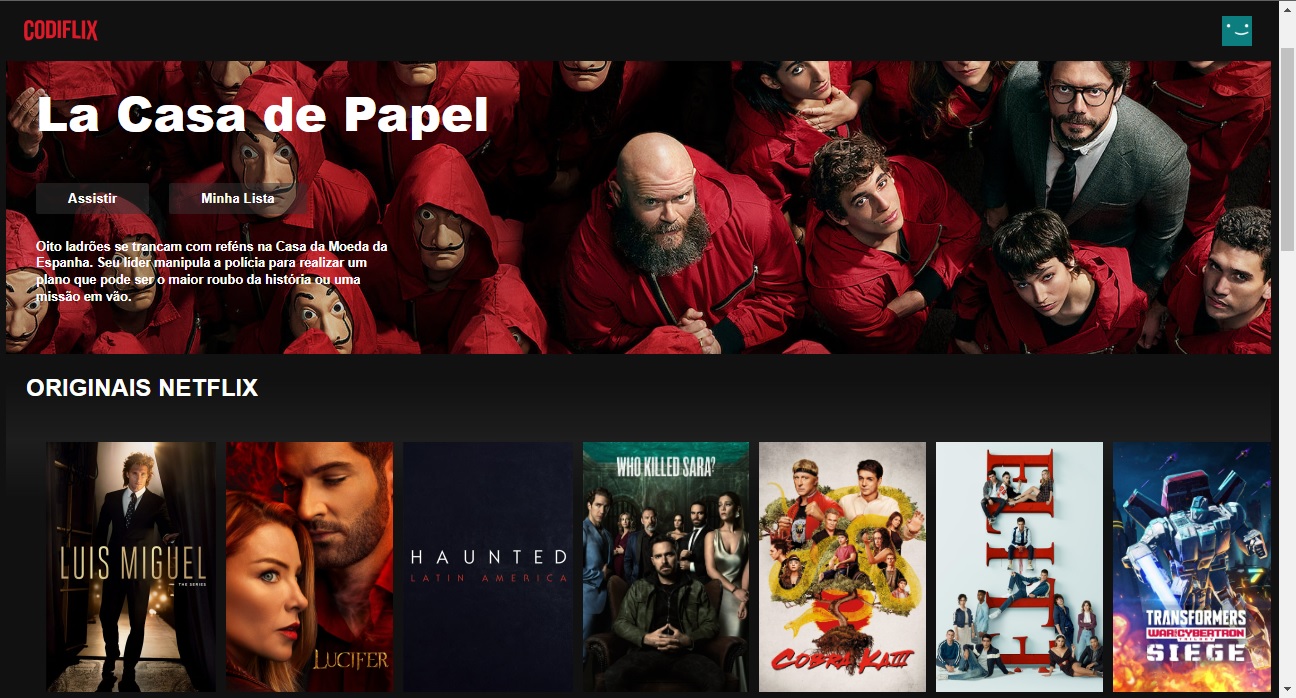 CODIFLIX
La Casa de Papel
Assistir
Minha Lista
Oito ladrões se trancam com reféns na Casa da Moeda da
Espanha. Seu líder manipula a polícia para realizar um
plano que pode ser o maior roubo da história ou uma
missão em vão.
ORIGINAIS NETFLIX
LUIS MIGUEL
THE SERIES
LUCIFER
HAUNTED
LATIN AMERICA
WHO KILLED SARA?
COBRA KAI III
ELITE
TRANSFORMERS
WAR FOR CYBERTRON
TRILOGY
SIEGE